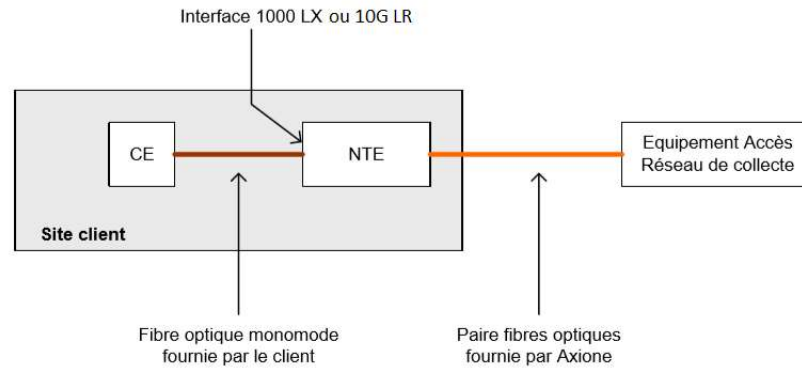 Interface 1000 LX ou 10G LR
CE
NTE
Equipement Accès
Réseau de collecte
Site client
Fibre optique monomode
fournie par le client
Paire fibres optiques
fournie par Axione